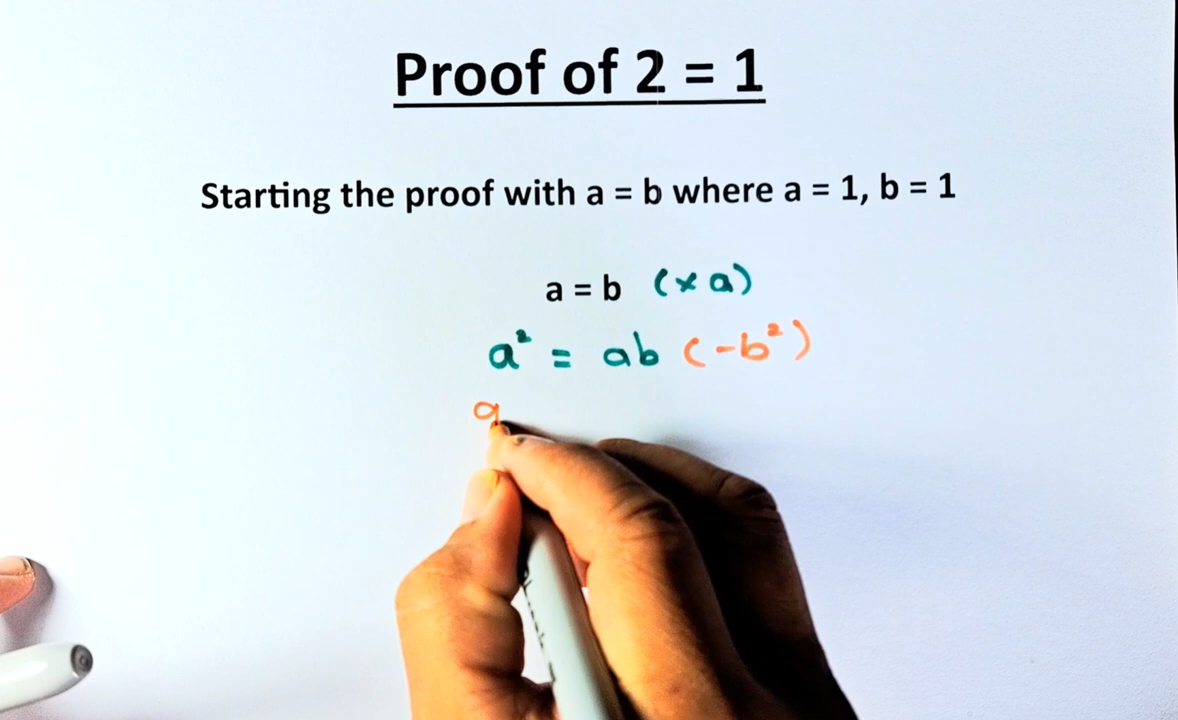 Proof of 2 = 1
Starting the proof with a = b where a = 1, b = 1
a = b (× a)
a² = ab (-b²)
a